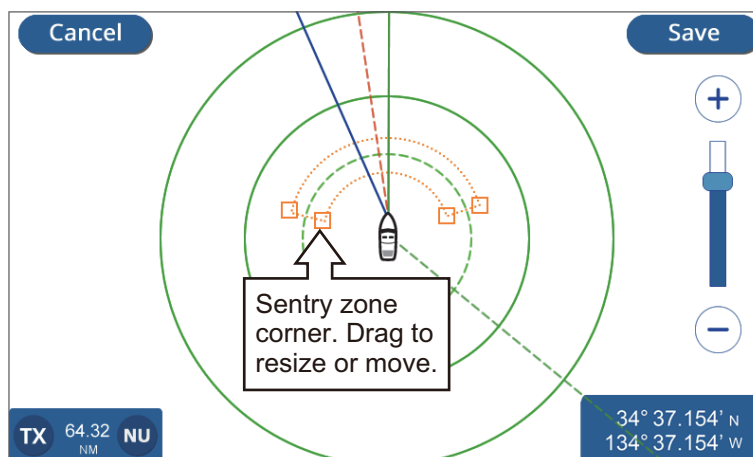 Cancel
Save
+
−
Sentry zone
corner. Drag to
resize or move.
TX 64.32 NU
NM
34° 37.154' N
134° 37.154' W